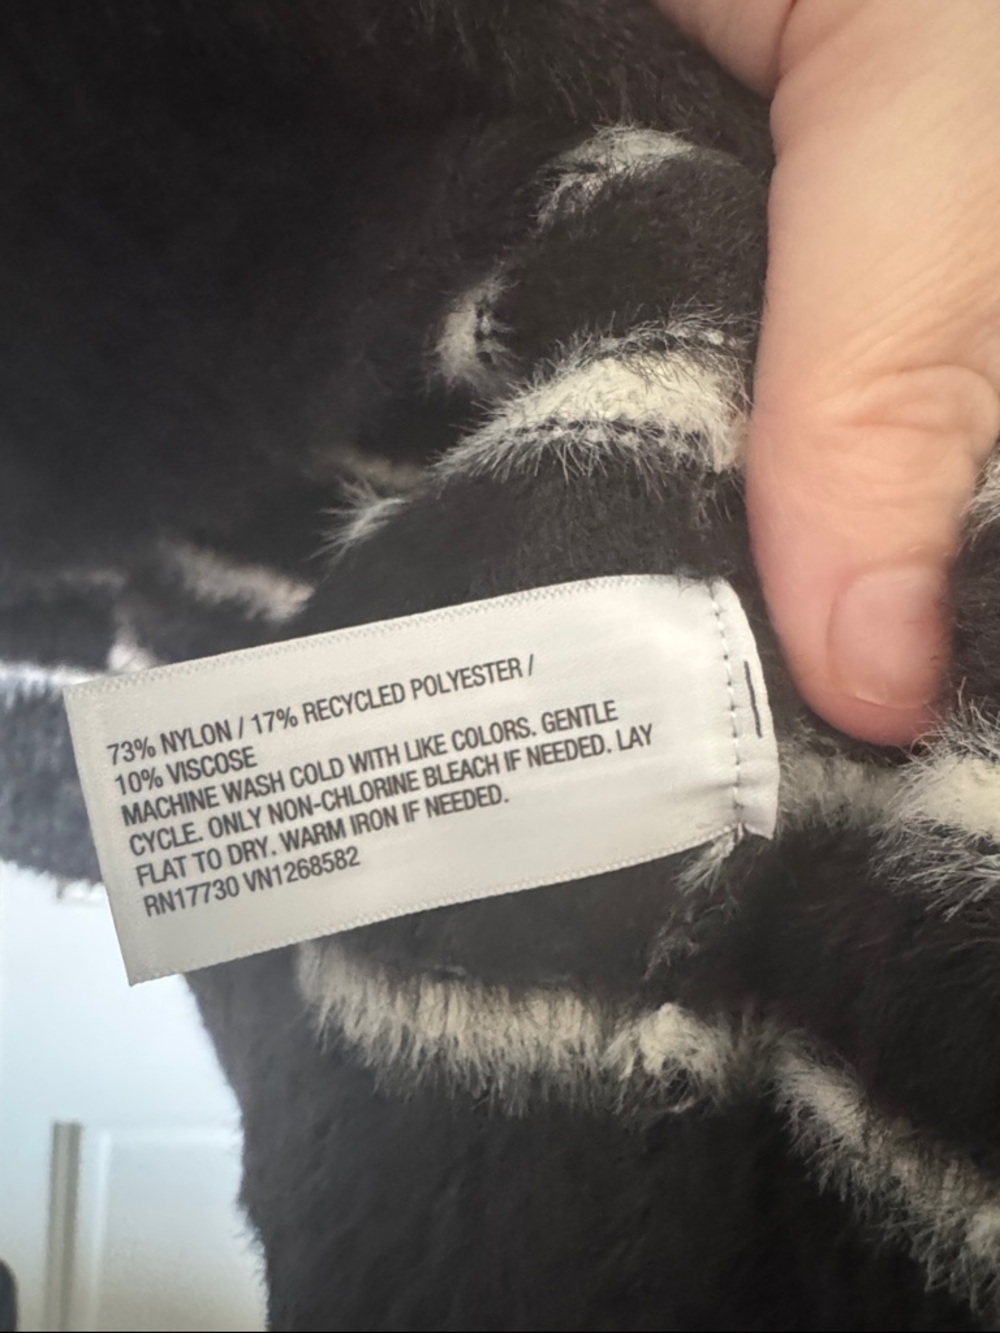 73% NYLON / 17% RECYCLED POLYESTER /
10% VISCOSE
MACHINE WASH COLD WITH LIKE COLORS. GENTLE
CYCLE. ONLY NON-CHLORINE BLEACH IF NEEDED. LAY
FLAT TO DRY. WARM IRON IF NEEDED.
RN17730 VN1268582